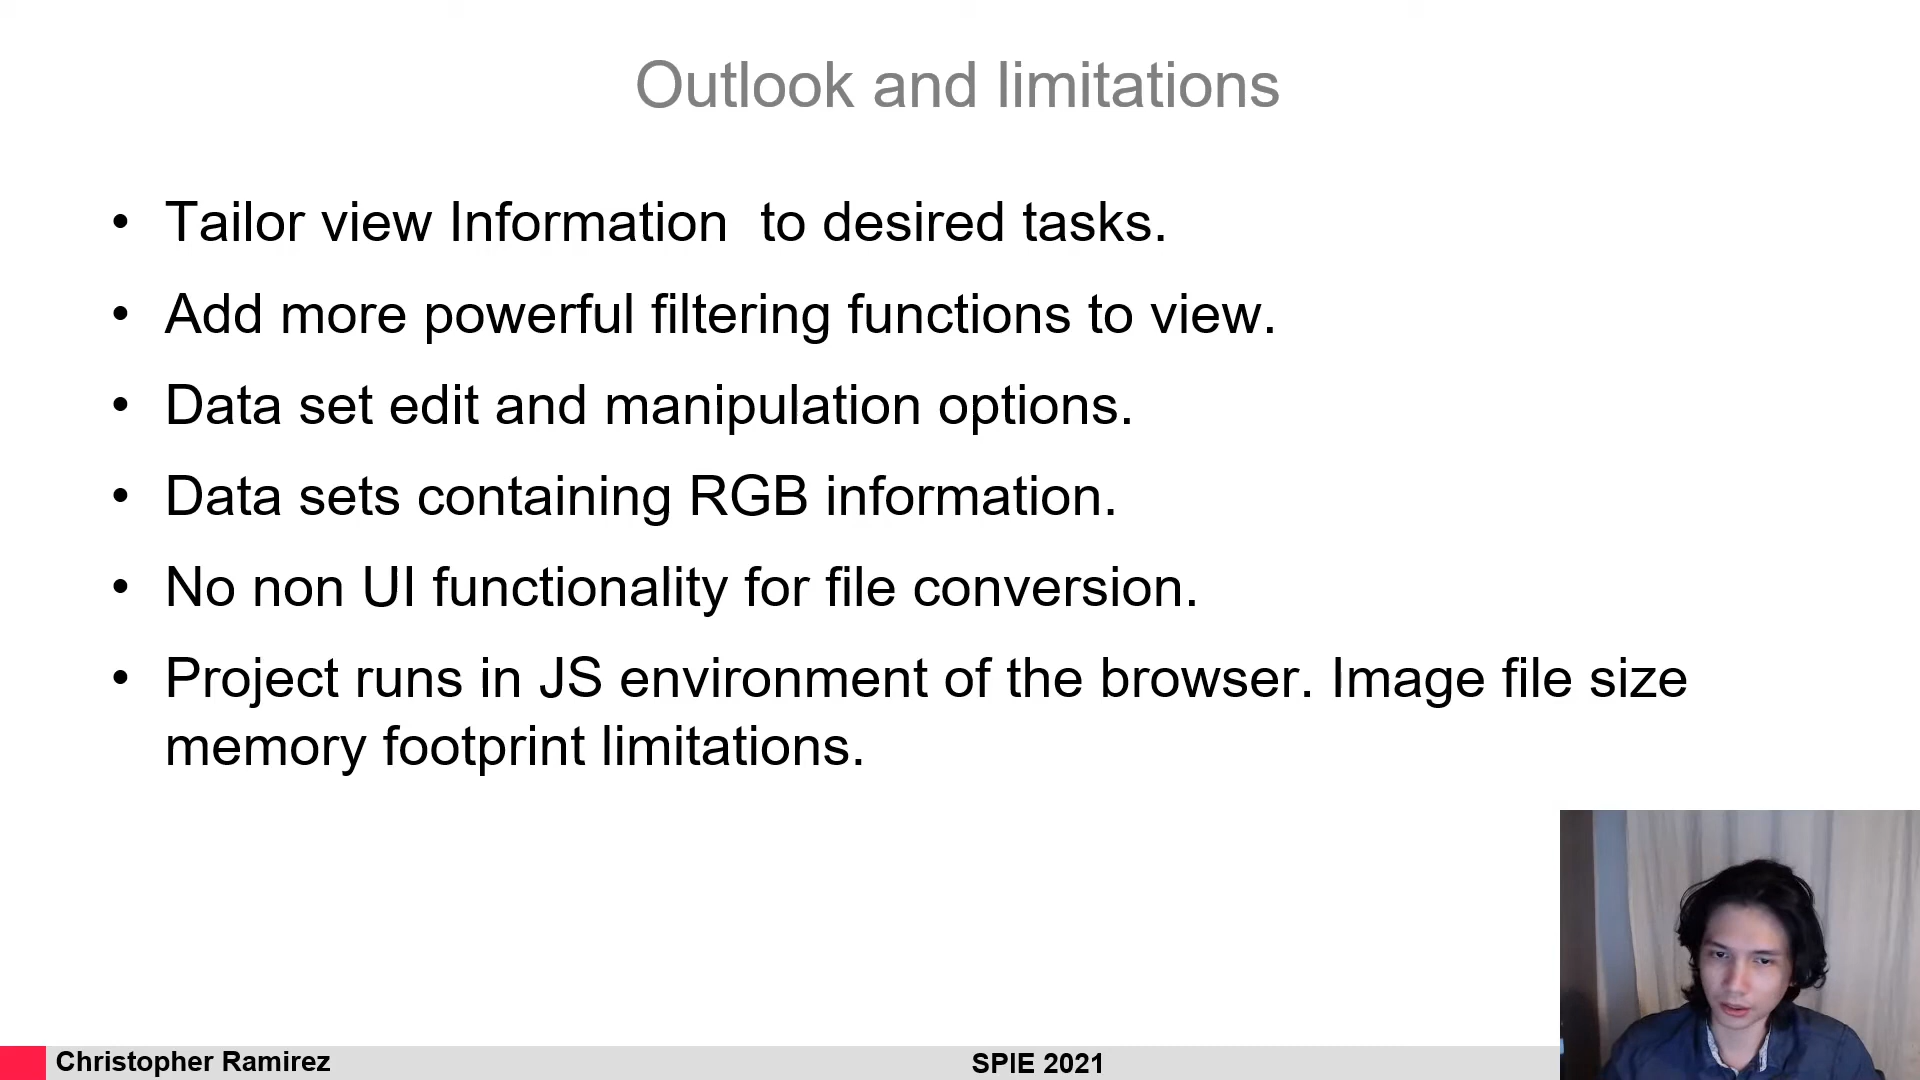 Outlook and limitations
• Tailor view Information  to desired tasks.
• Add more powerful filtering functions to view.
• Data set edit and manipulation options.
• Data sets containing RGB information.
• No non UI functionality for file conversion.
• Project runs in JS environment of the browser. Image file size
memory footprint limitations.
Christopher Ramirez
SPIE 2021